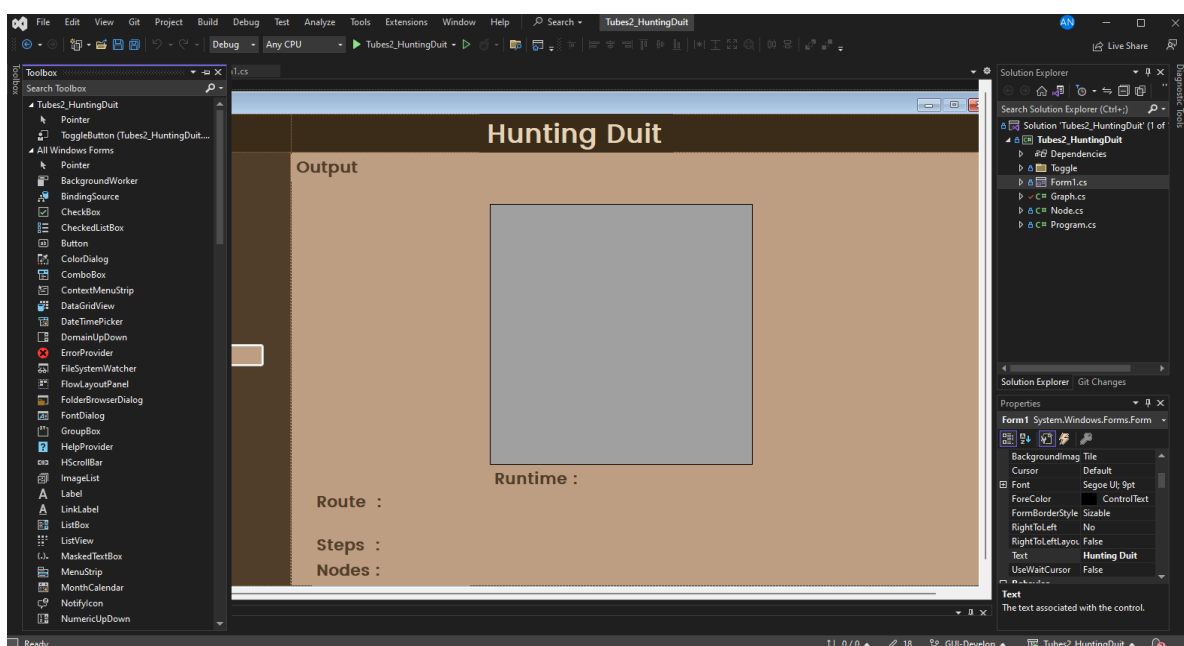 File Edit View Git Project Build Debug Test Analyze Tools Extensions Window Help Search Tubes2_HuntingDuit AN
Debug Any CPU Tubes2_HuntingDuit Live Share
Toolbox
Toolbox
Search Toolbox
Tubes2_HuntingDuit
Pointer
ToggleButton (Tubes2_HuntingDuit....
All Windows Forms
Pointer
BackgroundWorker
BindingSource
CheckBox
CheckedListBox
Button
ColorDialog
ComboBox
ContextMenuStrip
DataGridView
DateTimePicker
DomainUpDown
ErrorProvider
FileSystemWatcher
FlowLayoutPanel
FolderBrowserDialog
FontDialog
GroupBox
HelpProvider
HScrollBar
ImageList
Label
LinkLabel
ListBox
ListView
MaskedTextBox
MenuStrip
MonthCalendar
NotifyIcon
NumericUpDown
1.cs
Hunting Duit
Output
Runtime :
Route :
Steps :
Nodes :
Solution Explorer
Search Solution Explorer (Ctrl+;)
Solution 'Tubes2_HuntingDuit' (1 of
Tubes2_HuntingDuit
Dependencies
Toggle
Form1.cs
C# Graph.cs
C# Node.cs
C# Program.cs
Solution Explorer Git Changes
Properties
Form1 System.Windows.Forms.Form
BackgroundImag Tile
Cursor Default
Font Segoe UI; 9pt
ForeColor ControlText
FormBorderStyle Sizable
RightToLeft No
RightToLeftLayou False
Text Hunting Duit
UseWaitCursor False
Text
The text associated with the control.
Diagnostic Tools
Ready 0 / 0 18 GUI-Develop Tubes2_HuntingDuit